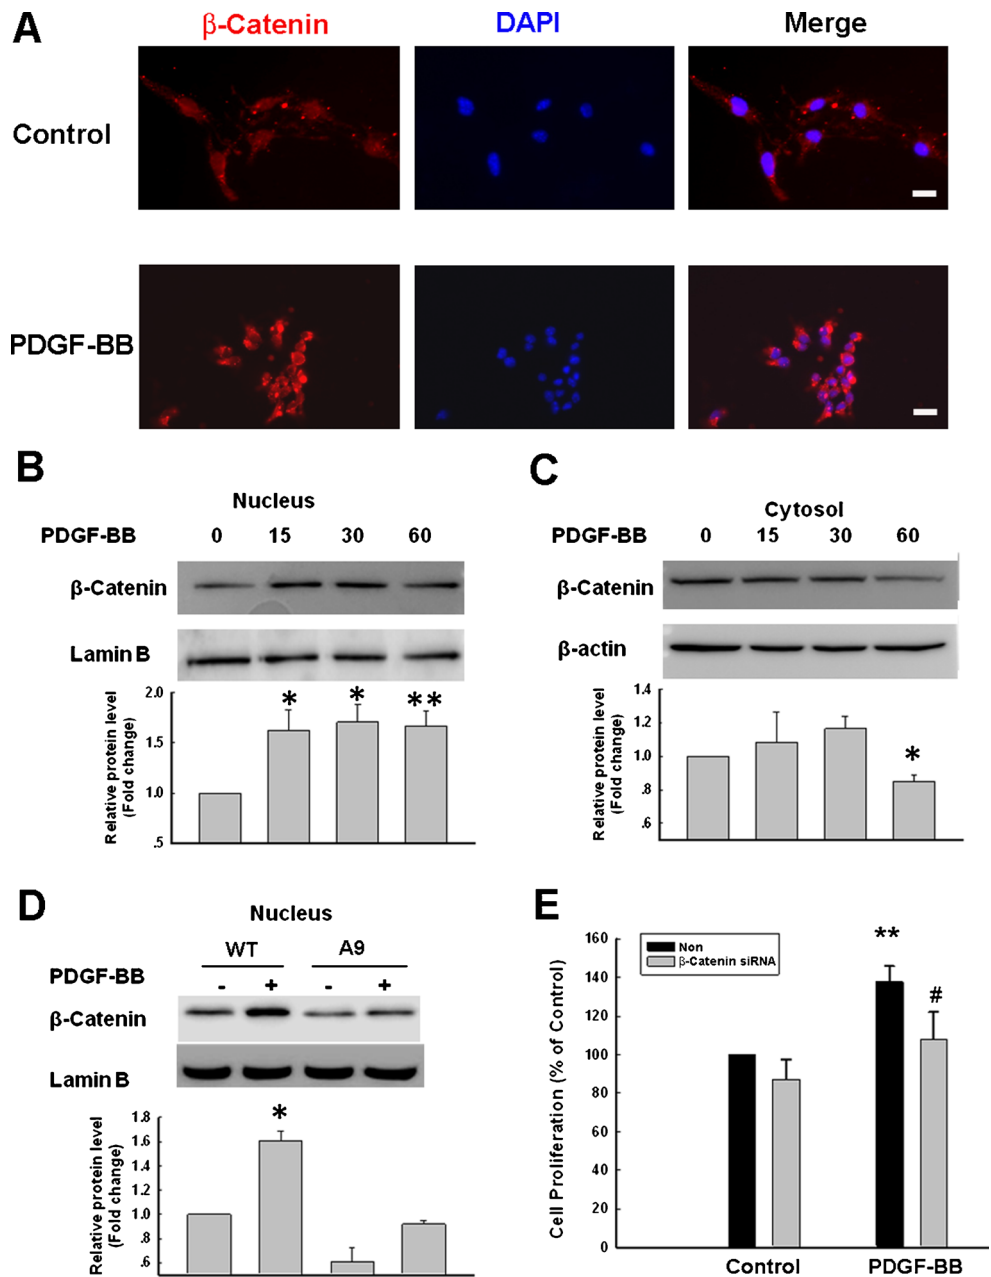 A
β-Catenin DAPI Merge
Control
PDGF-BB
B
Nucleus
PDGF-BB 0 15 30 60
β-Catenin
Lamin B
Relative protein level
(Fold change)
2.0
1.5
1.0
.5
* * **
C
Cytosol
PDGF-BB 0 15 30 60
β-Catenin
β-actin
Relative protein level
(Fold change)
1.4
1.2
1.0
.8
.6
*
D
Nucleus
WT A9
PDGF-BB - + - +
β-Catenin
Lamin B
Relative protein level
(Fold change)
1.8
1.6
1.4
1.2
1.0
.8
.6
*
E
Cell Proliferation (% of Control)
160
140
120
100
80
60
40
20
0
Non
β-Catenin siRNA
**
#
Control PDGF-BB